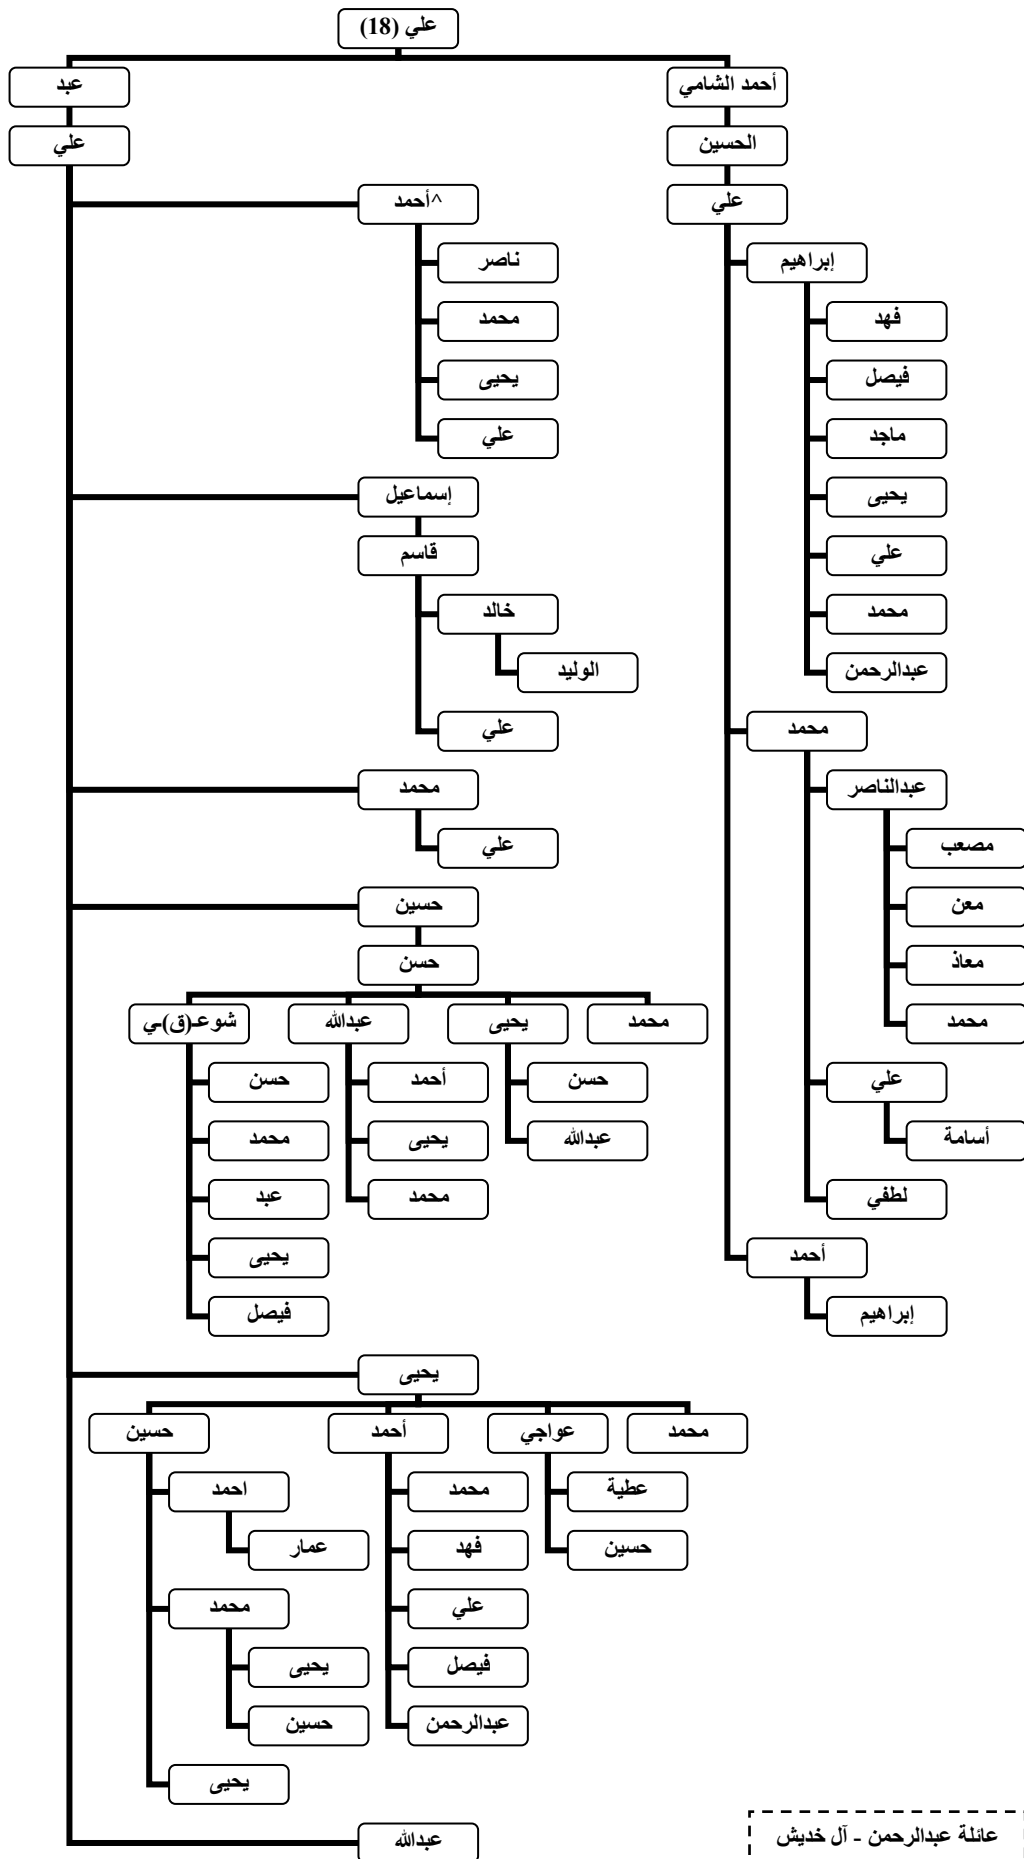 علي (18)
أحمد الشامي
عبد
الحسين
علي
علي
^أحمد
إبراهيم
ناصر
فهد
محمد
فيصل
يحيى
ماجد
علي
يحيى
إسماعيل
علي
قاسم
محمد
خالد
عبدالرحمن
الوليد
محمد
علي
عبدالناصر
محمد
مصعب
علي
معن
حسين
معاذ
حسن
محمد
محمد
يحيى
عبدالله
شوعـ(ق)ـي
علي
حسن
أحمد
حسن
أسامة
عبدالله
يحيى
محمد
لطفي
محمد
عبد
أحمد
يحيى
إبراهيم
فيصل
يحيى
محمد
عواجي
أحمد
حسين
عطية
محمد
احمد
حسين
فهد
عمار
علي
محمد
فيصل
يحيى
عبدالرحمن
حسين
يحيى
عائلة عبدالرحمن - آل خديش
عبدالله